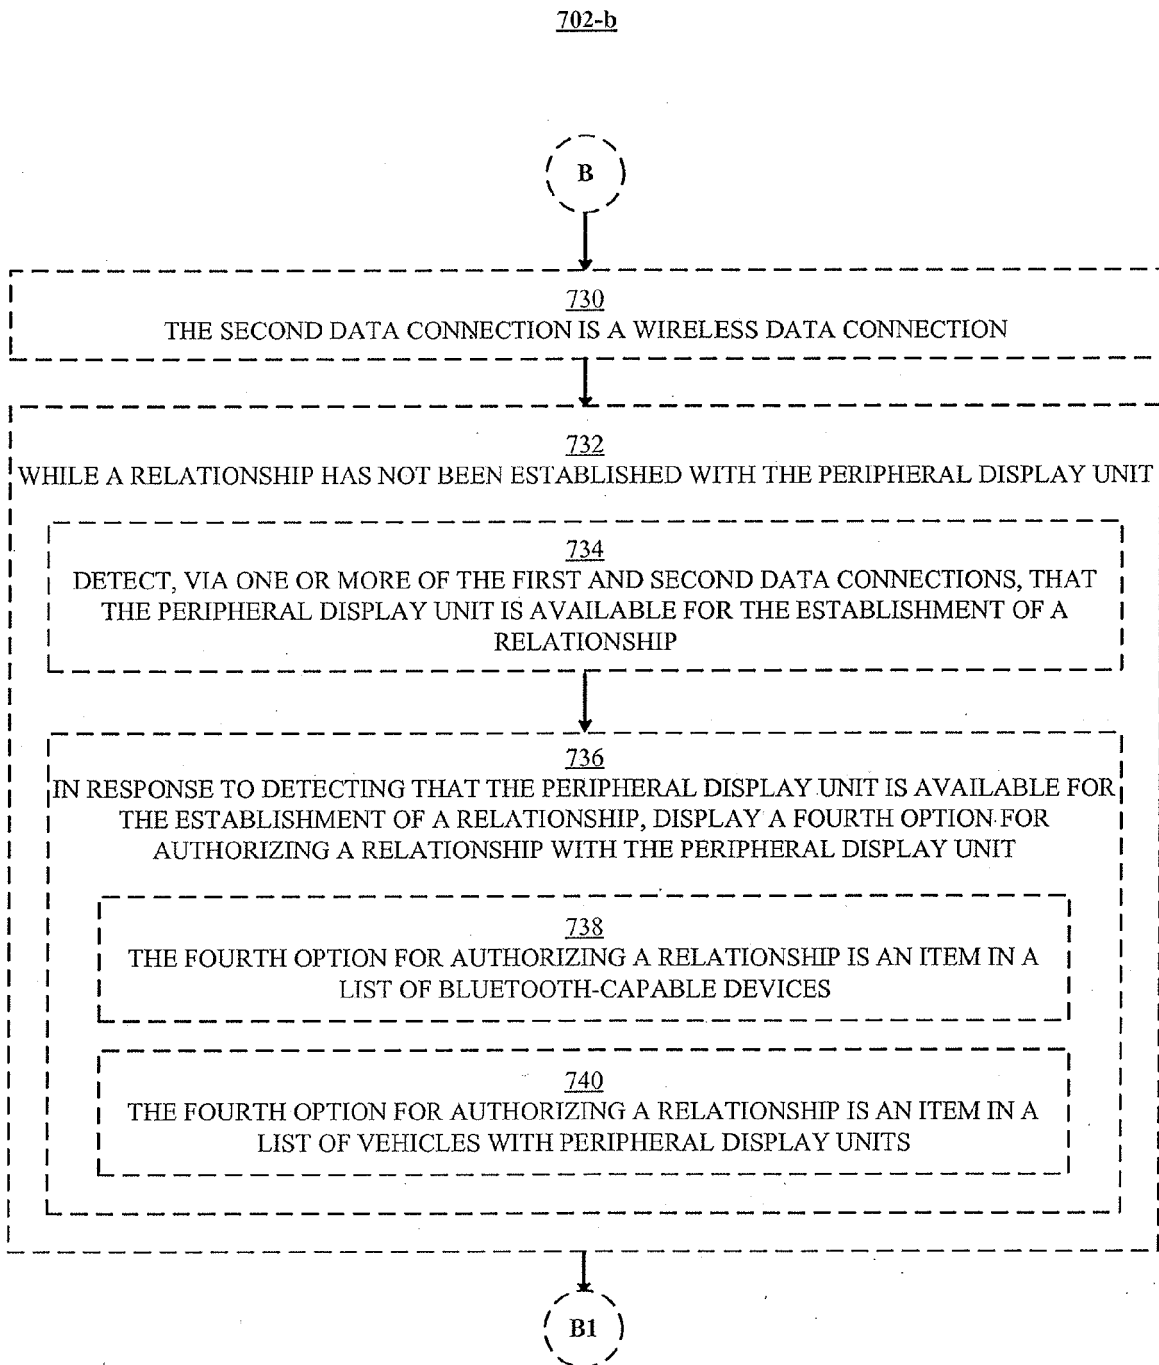 702-b
B
730
THE SECOND DATA CONNECTION IS A WIRELESS DATA CONNECTION
732
WHILE A RELATIONSHIP HAS NOT BEEN ESTABLISHED WITH THE PERIPHERAL DISPLAY UNIT
734
DETECT, VIA ONE OR MORE OF THE FIRST AND SECOND DATA CONNECTIONS, THAT
THE PERIPHERAL DISPLAY UNIT IS AVAILABLE FOR THE ESTABLISHMENT OF A
RELATIONSHIP
736
IN RESPONSE TO DETECTING THAT THE PERIPHERAL DISPLAY UNIT IS AVAILABLE FOR
THE ESTABLISHMENT OF A RELATIONSHIP, DISPLAY A FOURTH OPTION FOR
AUTHORIZING A RELATIONSHIP WITH THE PERIPHERAL DISPLAY UNIT
738
THE FOURTH OPTION FOR AUTHORIZING A RELATIONSHIP IS AN ITEM IN A
LIST OF BLUETOOTH-CAPABLE DEVICES
740
THE FOURTH OPTION FOR AUTHORIZING A RELATIONSHIP IS AN ITEM IN A
LIST OF VEHICLES WITH PERIPHERAL DISPLAY UNITS
B1